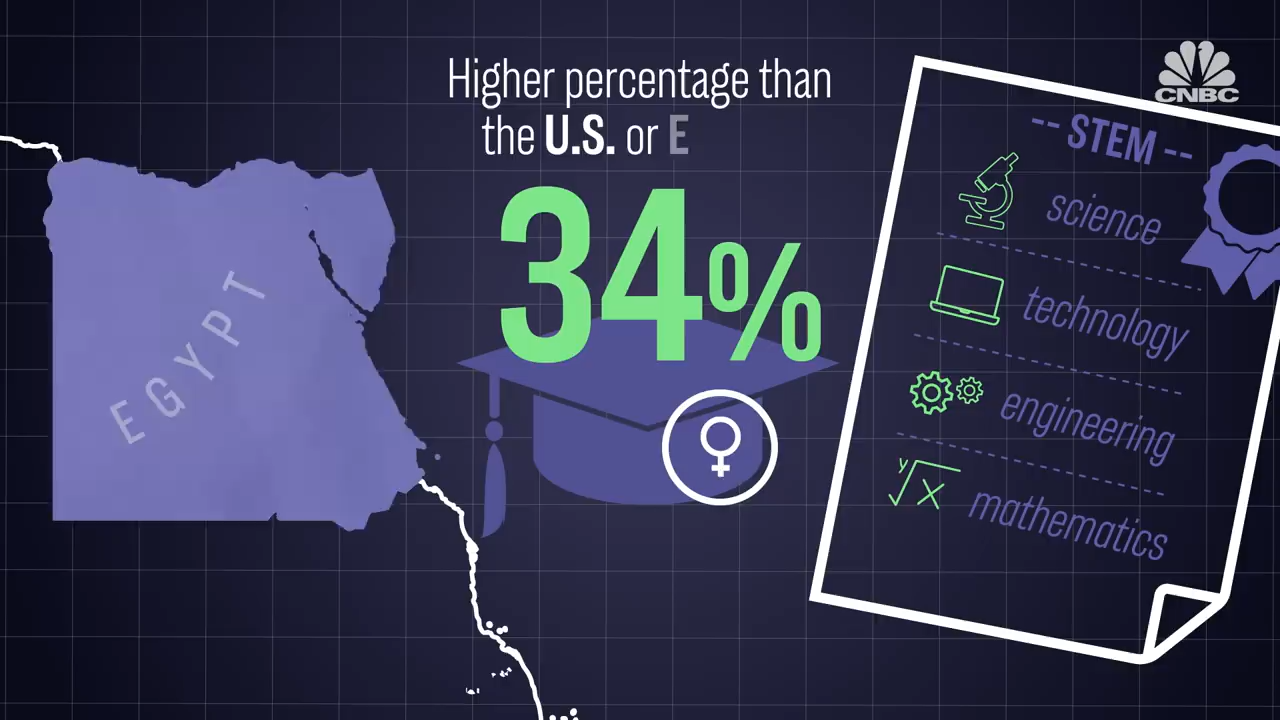 Higher percentage than
the U.S. or E
34%
EGYPT
CNBC
-- STEM --
science
technology
engineering
y√x
mathematics